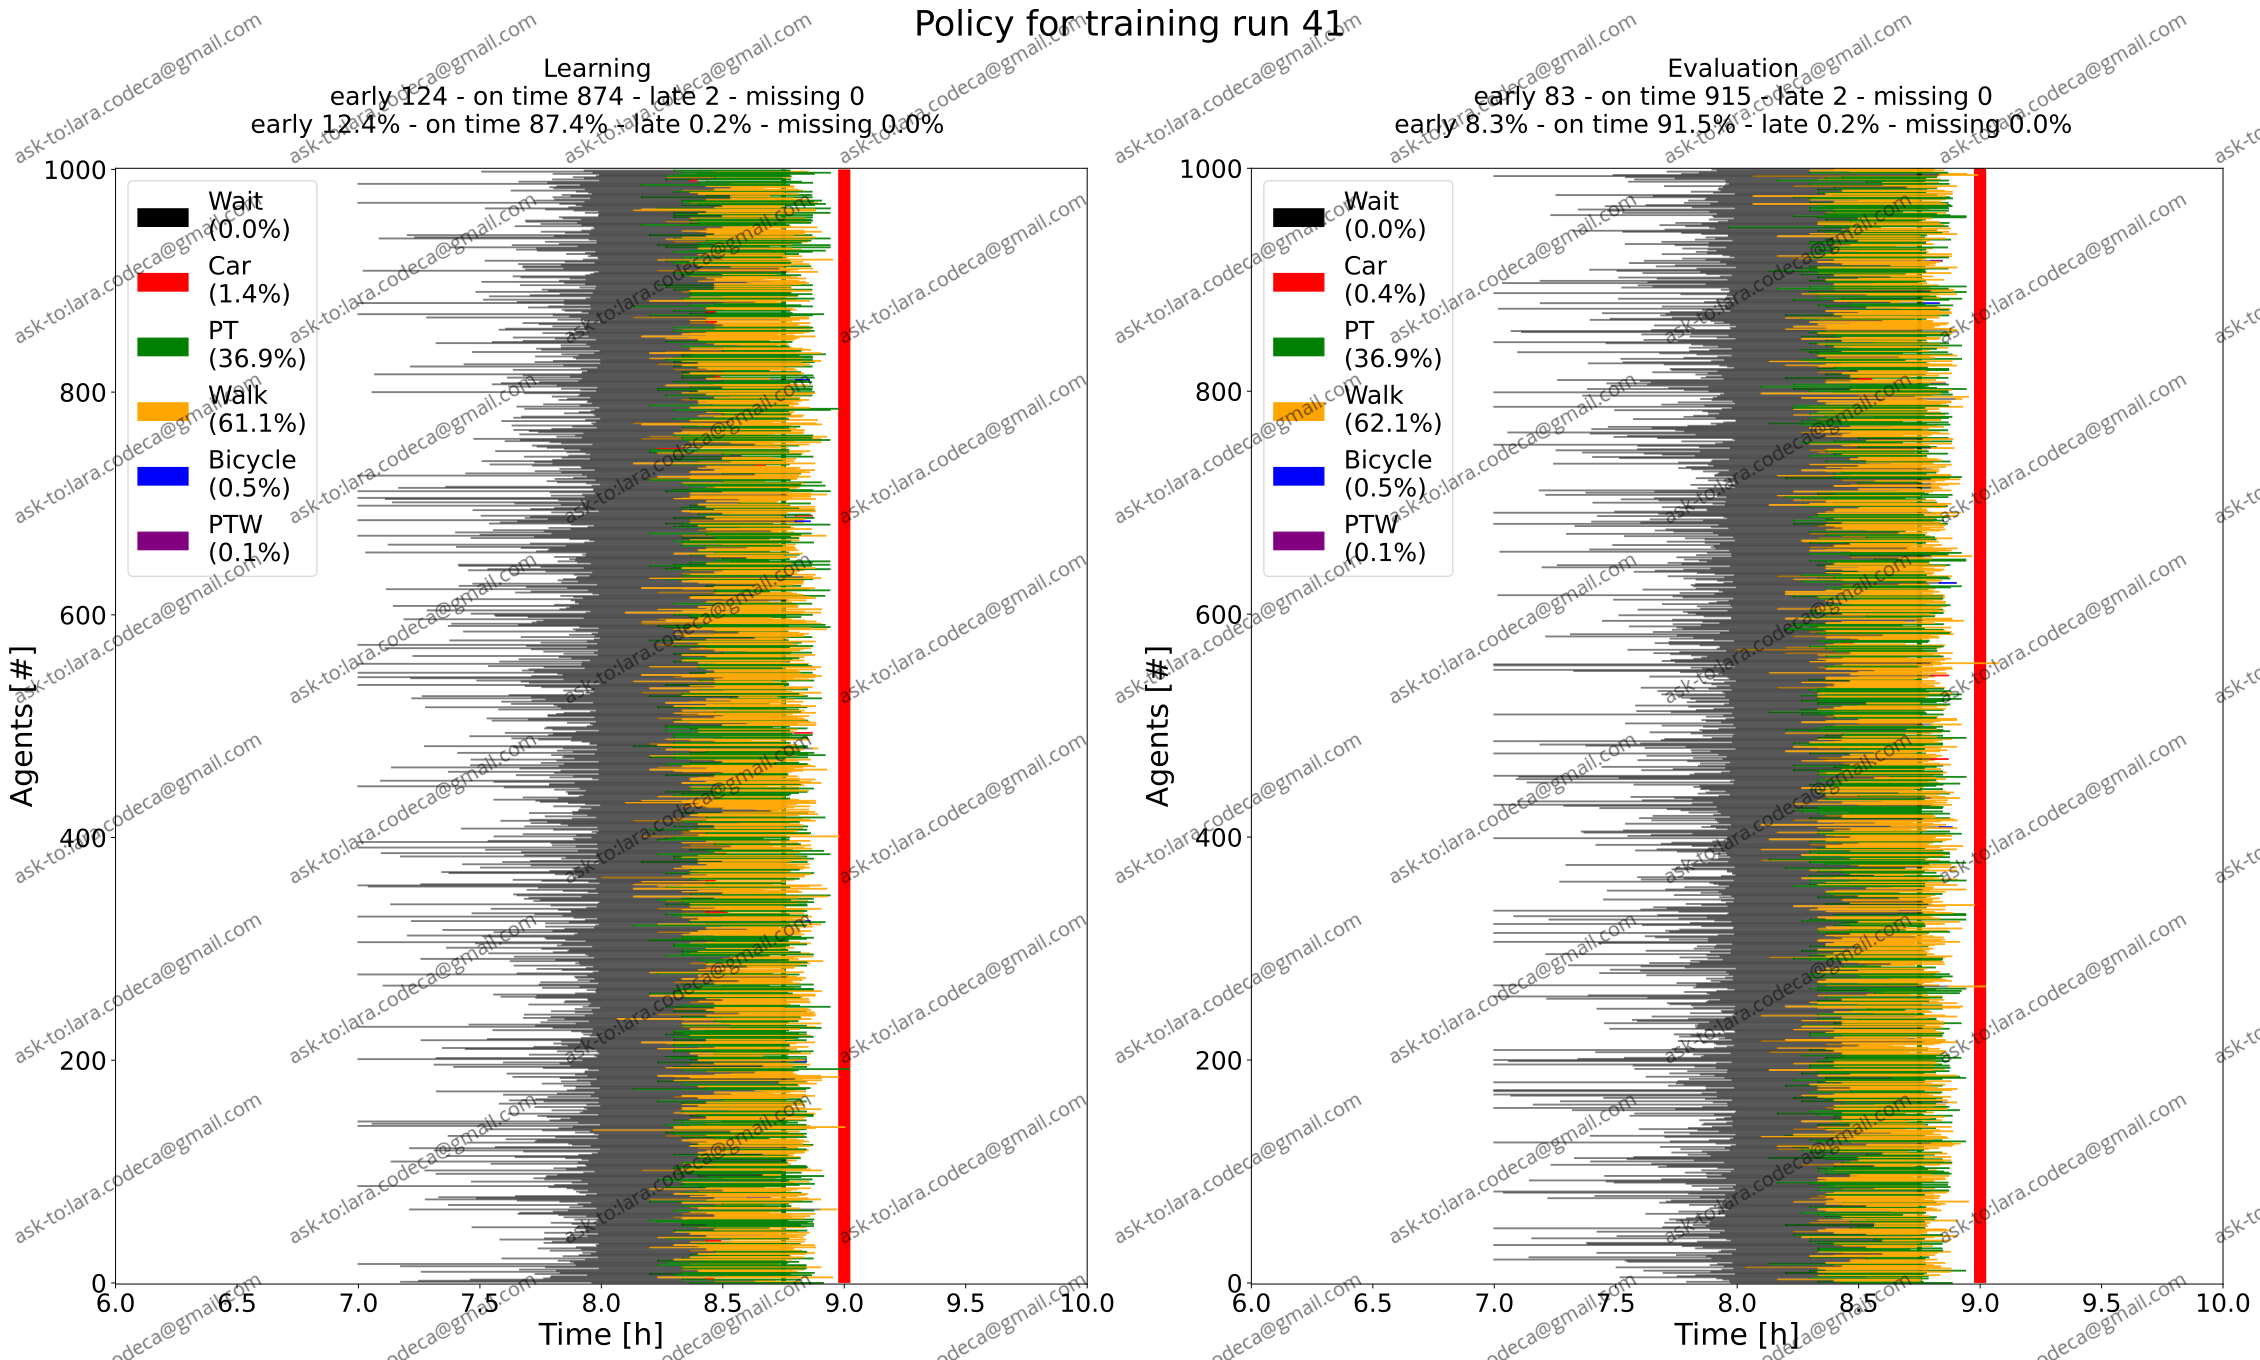 Policy for training run 41
Learning
early 124 - on time 874 - late 2 - missing 0
early 12.4% - on time 87.4% - late 0.2% - missing 0.0%
Evaluation
early 83 - on time 915 - late 2 - missing 0
early 8.3% - on time 91.5% - late 0.2% - missing 0.0%
Agents [#]
1000
800
600
400
200
0
Wait
(0.0%)
Car
(1.4%)
PT
(36.9%)
Walk
(61.1%)
Bicycle
(0.5%)
PTW
(0.1%)
6.0 6.5 7.0 7.5 8.0 8.5 9.0 9.5 10.0
Time [h]
Agents [#]
1000
800
600
400
200
0
Wait
(0.0%)
Car
(0.4%)
PT
(36.9%)
Walk
(62.1%)
Bicycle
(0.5%)
PTW
(0.1%)
6.0 6.5 7.0 7.5 8.0 8.5 9.0 9.5 10.0
Time [h]
ask-to:lara.codeca@gmail.com